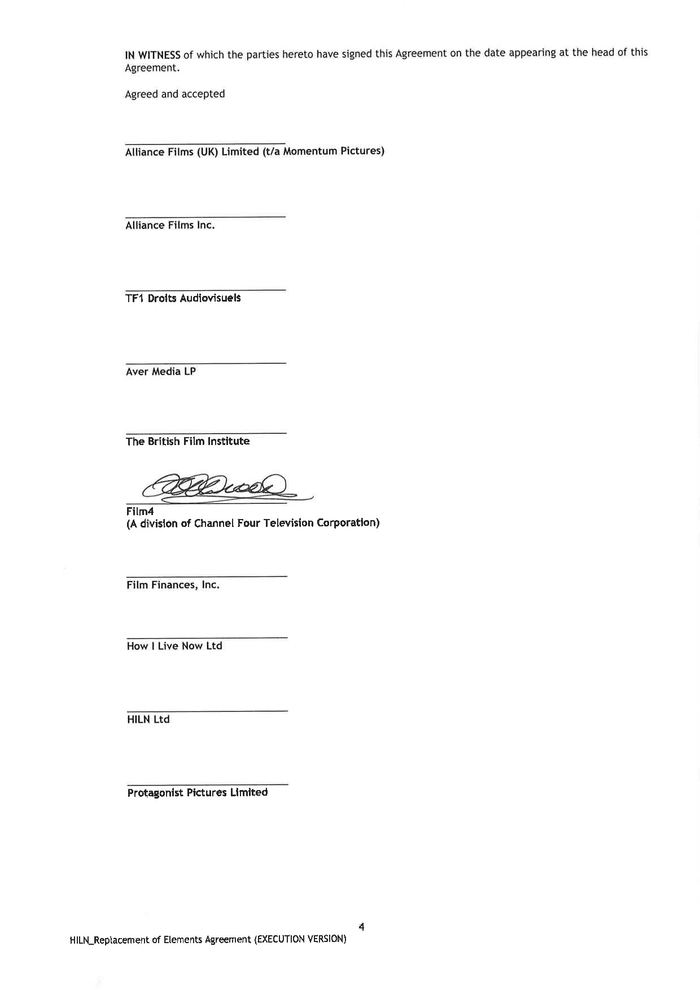 IN WITNESS of which the parties hereto have signed this Agreement on the date appearing at the head of this
Agreement.
Agreed and accepted
Alliance Films (UK) Limited (t/a Momentum Pictures)
Alliance Films Inc.
TF1 Droits Audiovisuels
Aver Media LP
The British Film Institute
Film4
(A division of Channel Four Television Corporation)
Film Finances, Inc.
How I Live Now Ltd
HILN Ltd
Protagonist Pictures Limited
4
HILN_Replacement of Elements Agreement (EXECUTION VERSION)